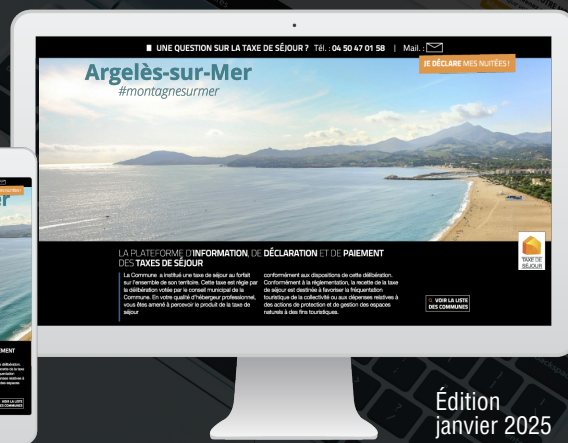 ■ UNE QUESTION SUR LA TAXE DE SÉJOUR ? Tél. : 04 50 47 01 58 | Mail. :
JE DÉCLARE MES NUITÉES !
Argelès-sur-Mer
#montagnesurmer
LA PLATEFORME D'INFORMATION, DE DÉCLARATION ET DE PAIEMENT
DES TAXES DE SÉJOUR
La Commune a institué une taxe de séjour au forfait
sur l'ensemble de son territoire. Cette taxe est régie par
la délibération votée par le conseil municipal de la
Commune. En votre qualité d'hébergeur professionnel,
vous êtes amené à percevoir le produit de la taxe de
séjour
conformément aux dispositions de cette délibération.
Conformément à la réglementation, la recette de la taxe
de séjour est destinée à favoriser la fréquentation
touristique de la collectivité ou aux dépenses relatives à
des actions de protection et de gestion des espaces
naturels à des fins touristiques.
TAXE DE
SÉJOUR
VOIR LA LISTE
DES COMMUNES
Édition
janvier 2025